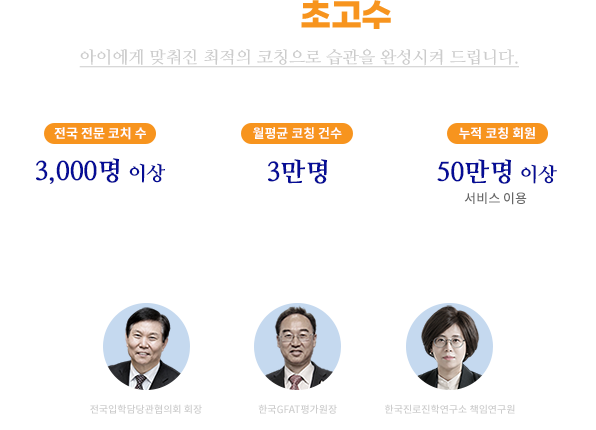 초고수
아이에게 맞춰진 최적의 코칭으로 습관을 완성시켜 드립니다.
전국 전문 코치 수
3,000명 이상
월평균 코칭 건수
3만명
누적 코칭 회원
50만명 이상
서비스 이용
전국입학담당관협의회 회장
한국GFAT평가원장
한국진로진학연구소 책임연구원